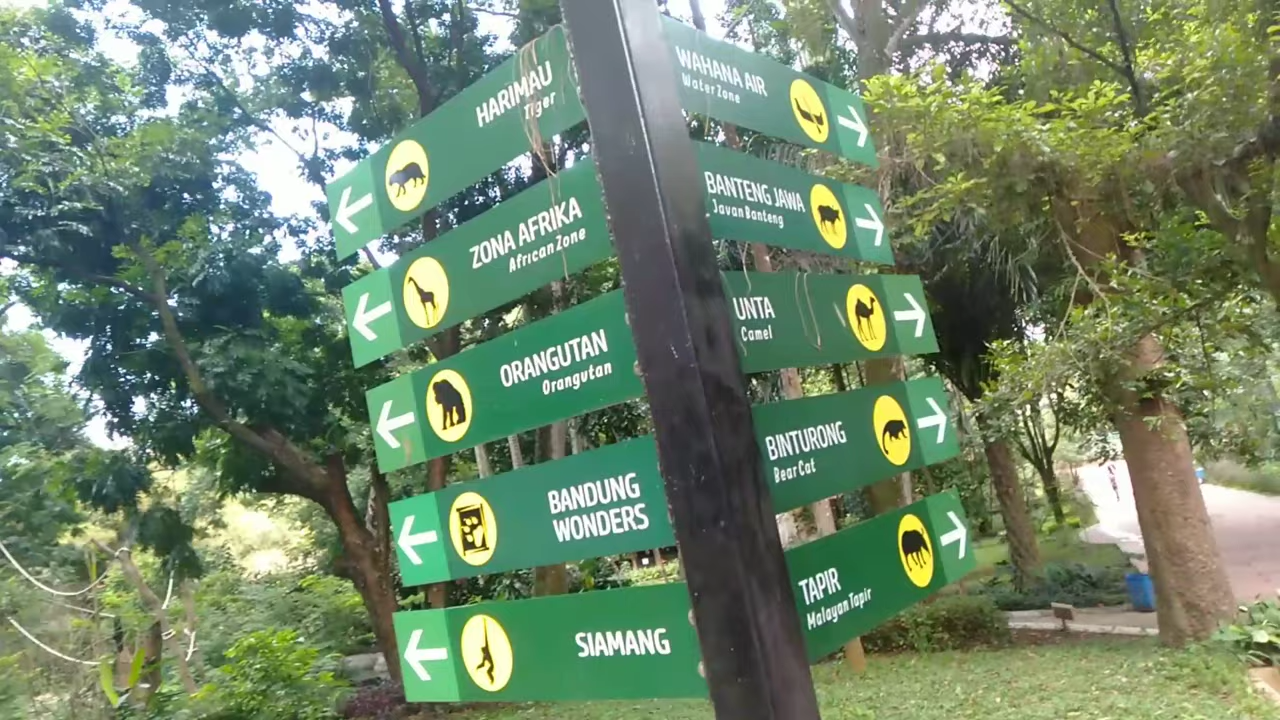 HARIMAU
Tiger
ZONA AFRIKA
African Zone
ORANGUTAN
Orangutan
BANDUNG
WONDERS
SIAMANG
WAHANA AIR
Water Zone
BANTENG JAWA
Javan Banteng
UNTA
Camel
BINTURONG
Bear Cat
TAPIR
Malayan Tapir